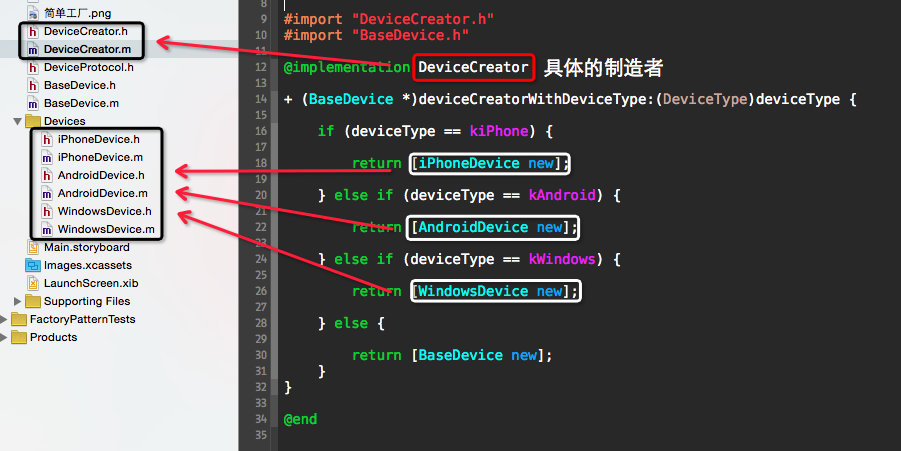 简单工厂.png
DeviceCreator.h
DeviceCreator.m
DeviceProtocol.h
BaseDevice.h
BaseDevice.m
Devices
iPhoneDevice.h
iPhoneDevice.m
AndroidDevice.h
AndroidDevice.m
WindowsDevice.h
WindowsDevice.m
Main.storyboard
Images.xcassets
LaunchScreen.xib
Supporting Files
FactoryPatternTests
Products
8
9 #import "DeviceCreator.h"
10 #import "BaseDevice.h"
11
12 @implementation DeviceCreator 具体的制造者
13
14 + (BaseDevice *)deviceCreatorWithDeviceType:(DeviceType)deviceType {
15
16 if (deviceType == kiPhone) {
17
18 return [iPhoneDevice new];
19
20 } else if (deviceType == kAndroid) {
21
22 return [AndroidDevice new];
23
24 } else if (deviceType == kWindows) {
25
26 return [WindowsDevice new];
27
28 } else {
29
30 return [BaseDevice new];
31 }
32 }
33
34 @end
35